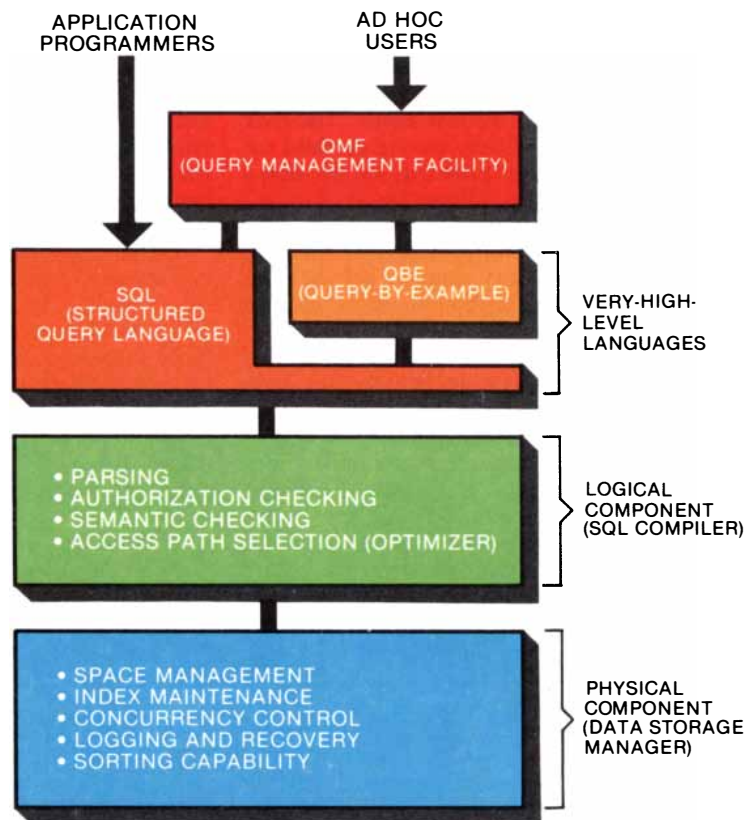 APPLICATION
PROGRAMMERS
AD HOC
USERS
QMF
(QUERY MANAGEMENT FACILITY)
SQL
(STRUCTURED
QUERY LANGUAGE)
QBE
(QUERY-BY-EXAMPLE)
VERY-HIGH-
LEVEL
LANGUAGES
• PARSING
• AUTHORIZATION CHECKING
• SEMANTIC CHECKING
• ACCESS PATH SELECTION (OPTIMIZER)
LOGICAL
COMPONENT
(SQL COMPILER)
• SPACE MANAGEMENT
• INDEX MAINTENANCE
• CONCURRENCY CONTROL
• LOGGING AND RECOVERY
• SORTING CAPABILITY
PHYSICAL
COMPONENT
(DATA STORAGE
MANAGER)